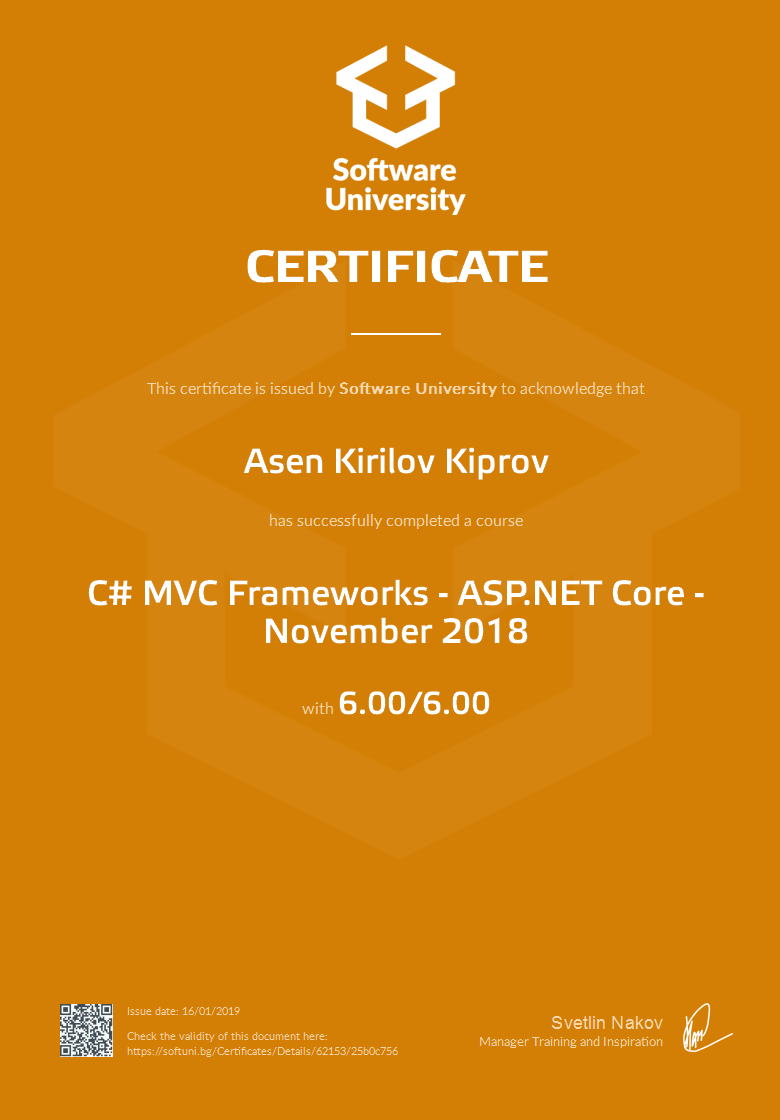 Software
University
CERTIFICATE
This certificate is issued by Software University to acknowledge that
Asen Kirilov Kiprov
has successfully completed a course
C# MVC Frameworks - ASP.NET Core -
November 2018
with 6.00/6.00
Issue date: 16/01/2019
Check the validity of this document here:
https://softuni.bg/Certificates/Details/62153/25b0c756
Svetlin Nakov
Manager Training and Inspiration